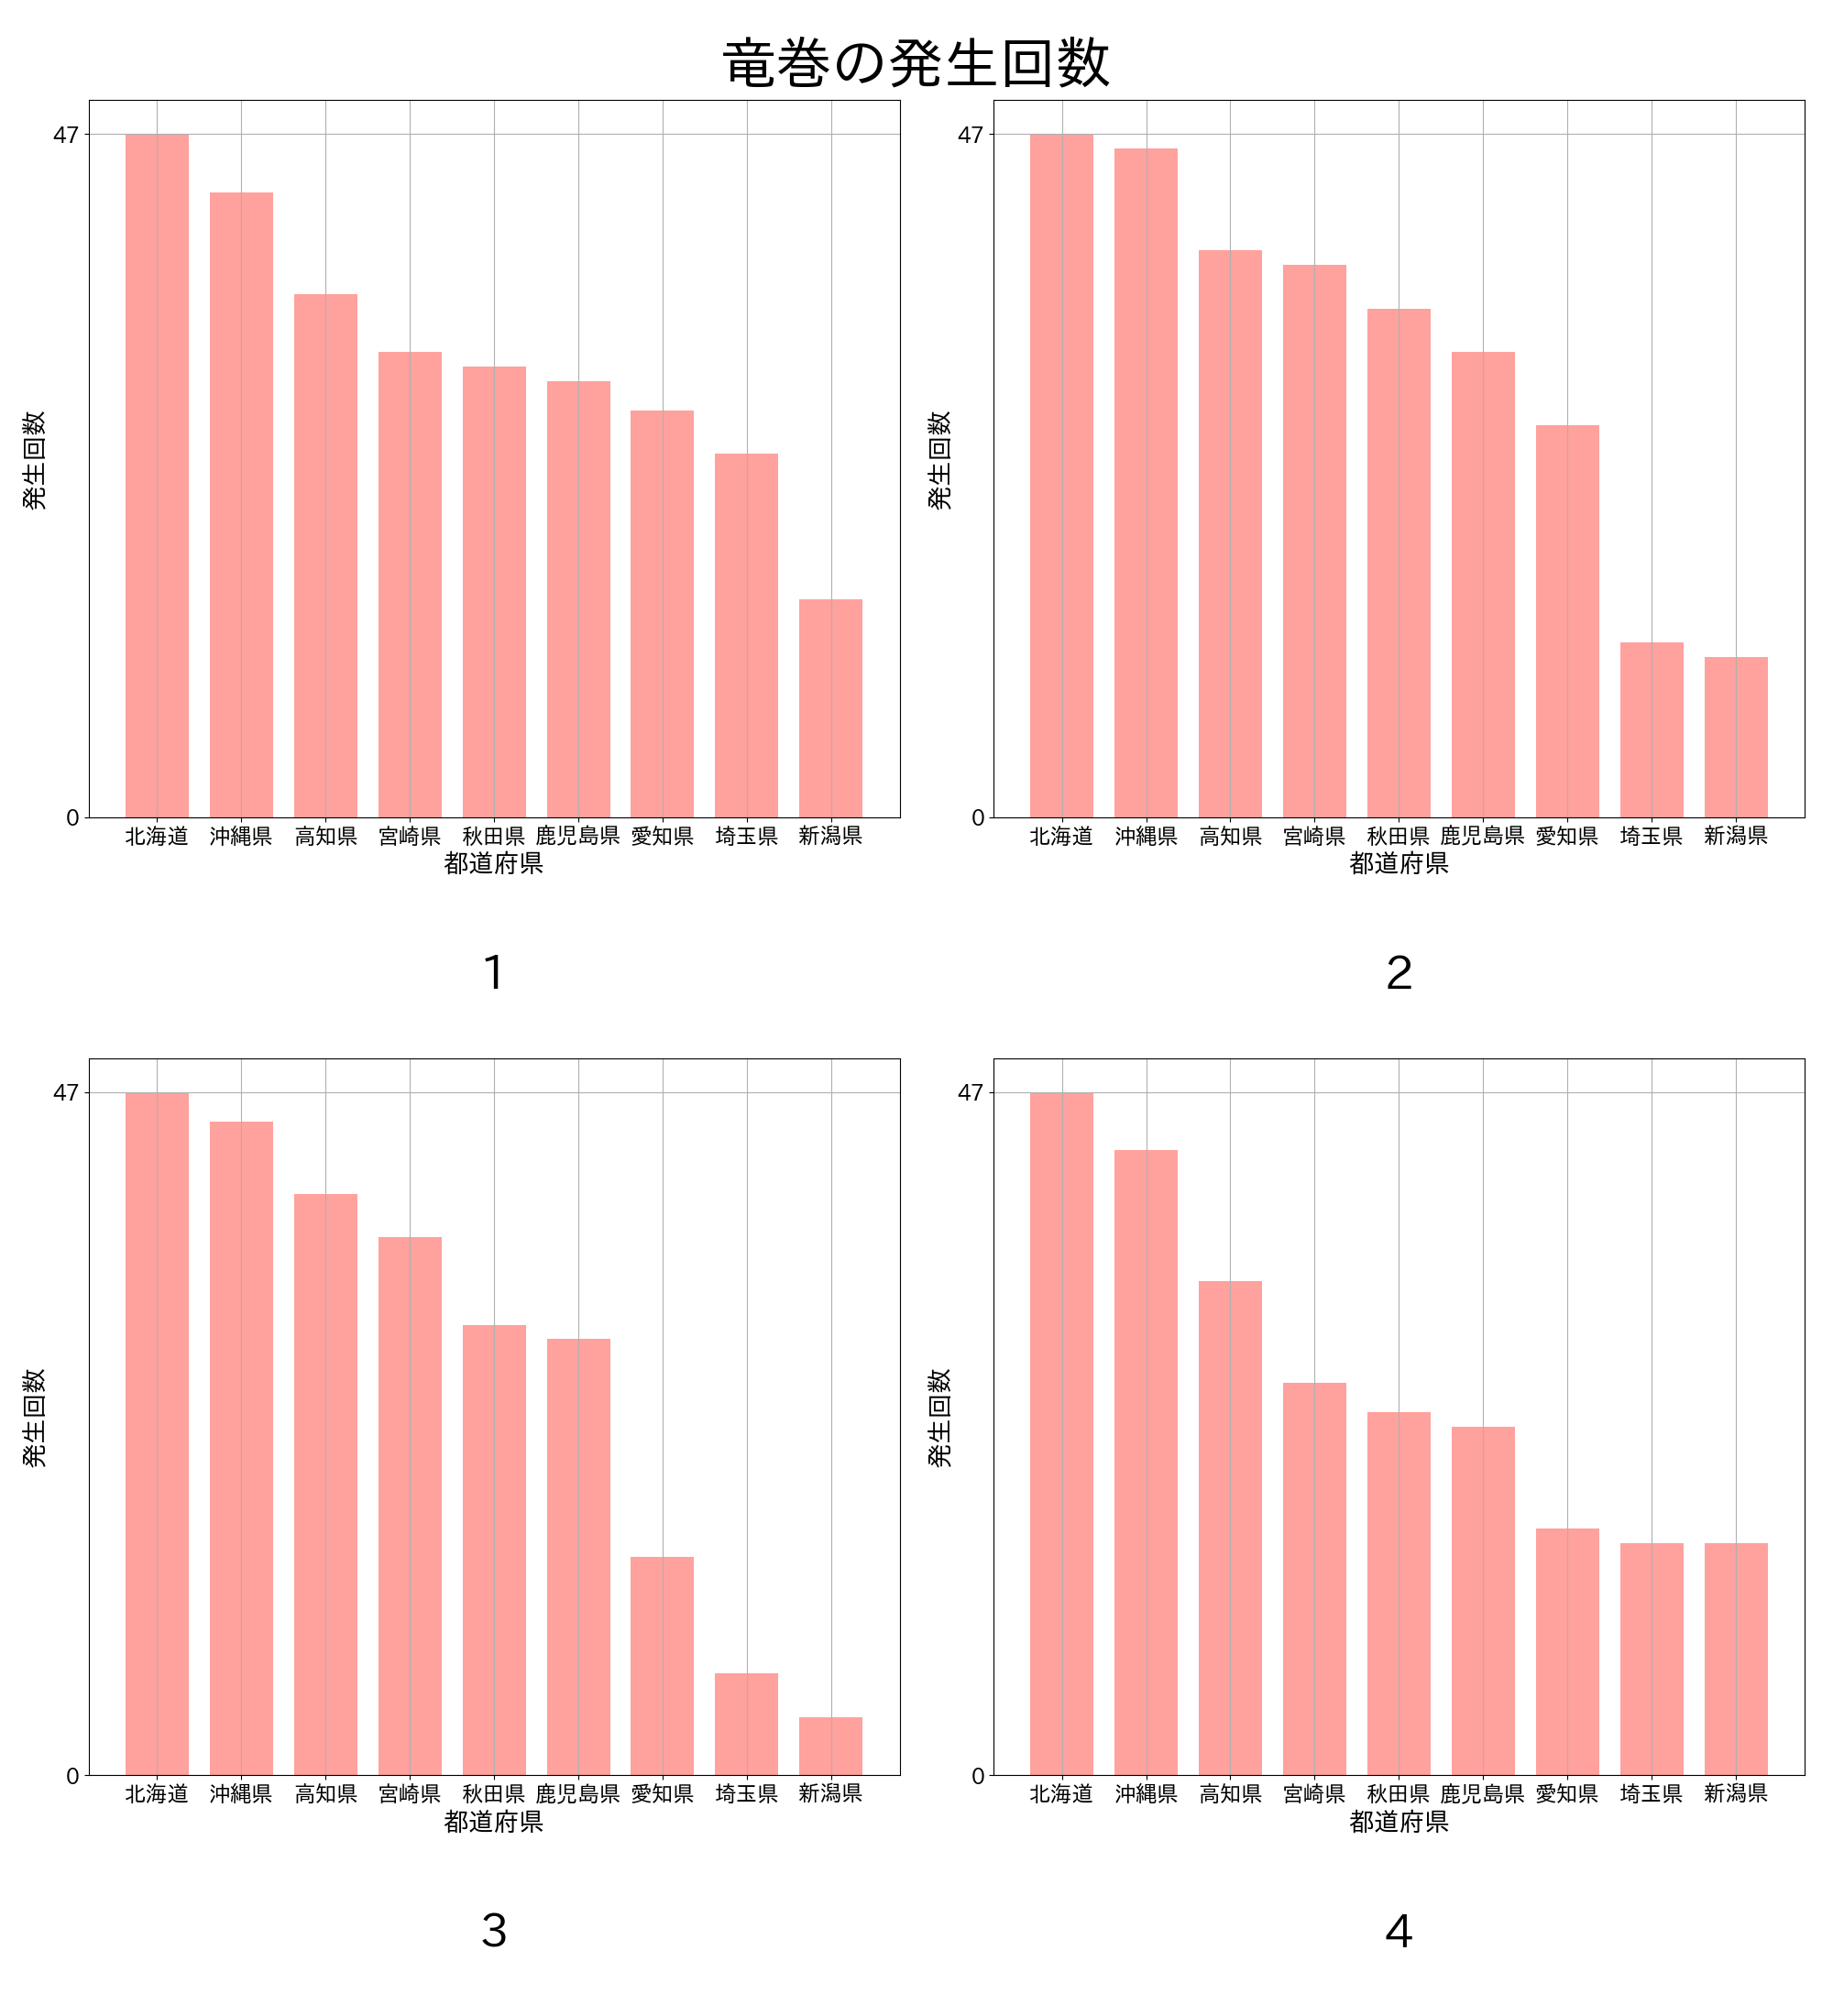 竜巻の発生回数
47
0
発生回数
北海道 沖縄県 高知県 宮崎県 秋田県 鹿児島県 愛知県 埼玉県 新潟県
都道府県
1
47
0
発生回数
北海道 沖縄県 高知県 宮崎県 秋田県 鹿児島県 愛知県 埼玉県 新潟県
都道府県
2
47
0
発生回数
北海道 沖縄県 高知県 宮崎県 秋田県 鹿児島県 愛知県 埼玉県 新潟県
都道府県
3
47
0
発生回数
北海道 沖縄県 高知県 宮崎県 秋田県 鹿児島県 愛知県 埼玉県 新潟県
都道府県
4